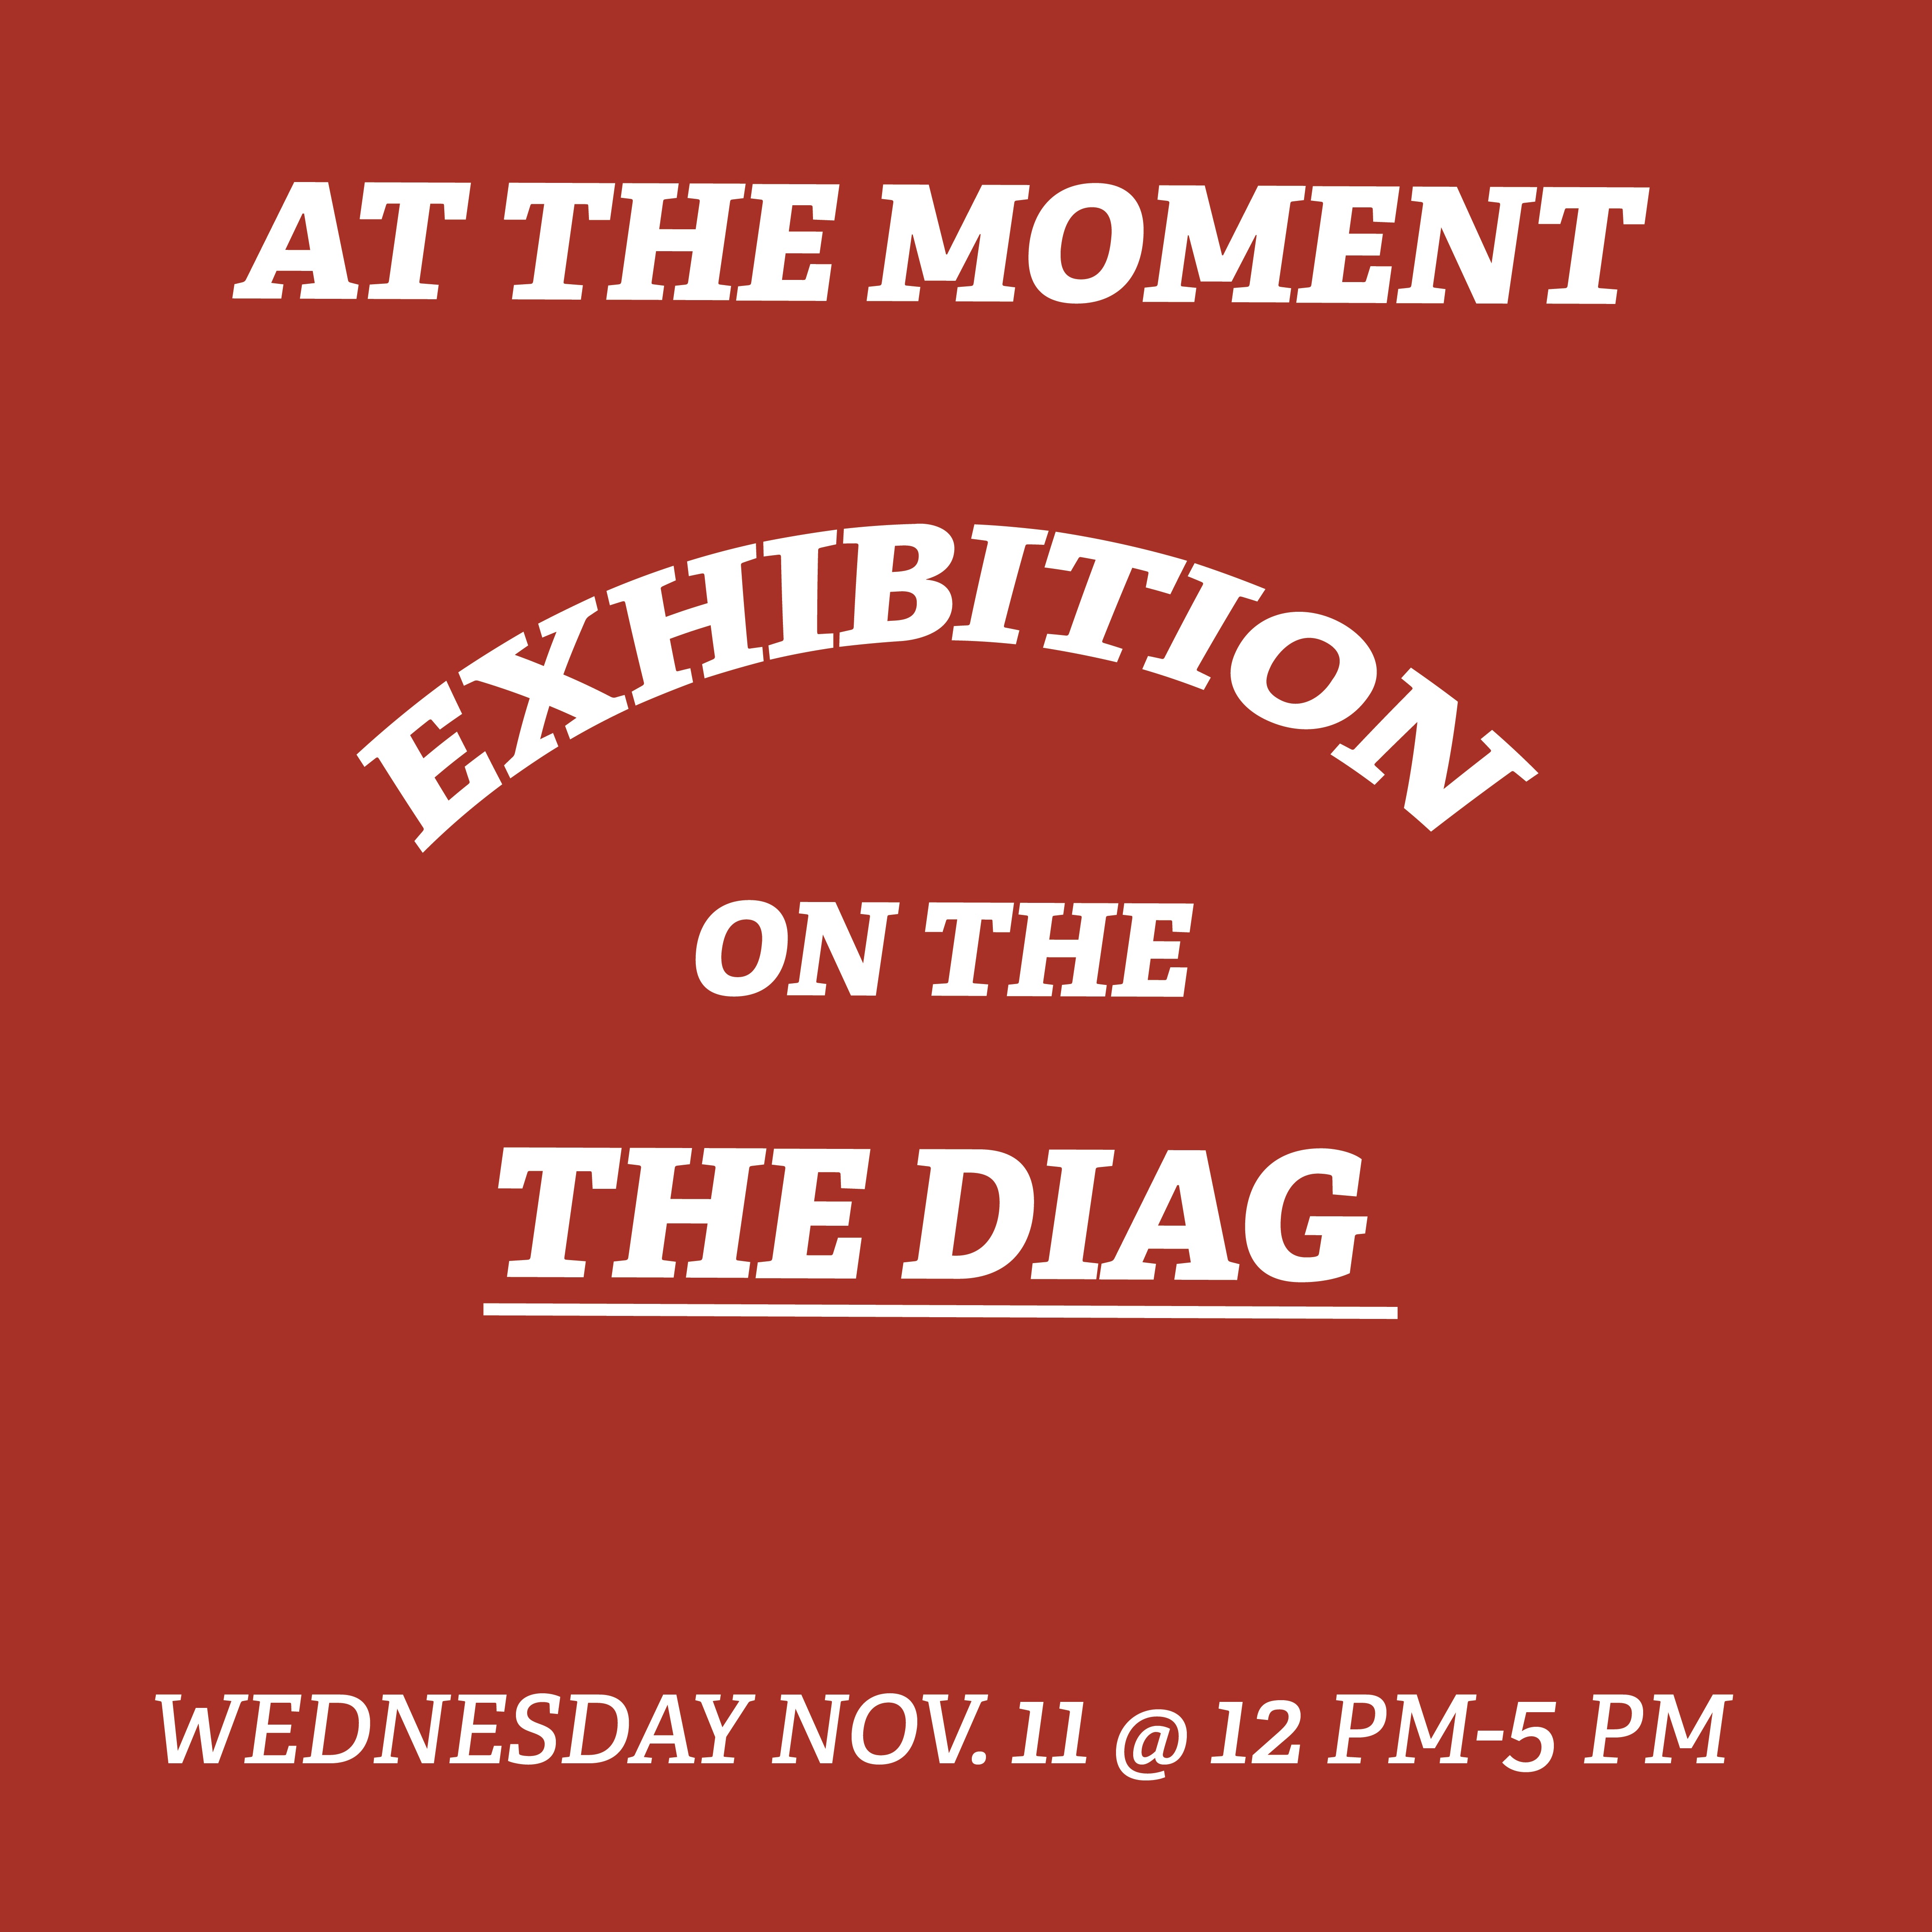 AT THE MOMENT
EXHIBITION
ON THE
THE DIAG
WEDNESDAY NOV. 11@ 12 PM-5 PM